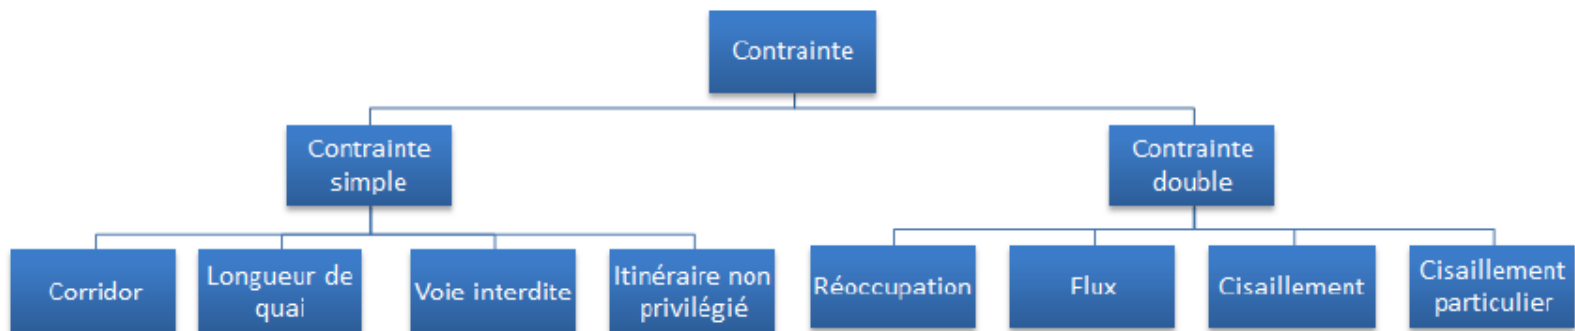 Contrainte
Contrainte
simple
Contrainte
double
Corridor
Longueur de
quai
Voie interdite
Itinéraire non
privilégié
Réoccupation
Flux
Cisaillement
Cisaillement
particulier